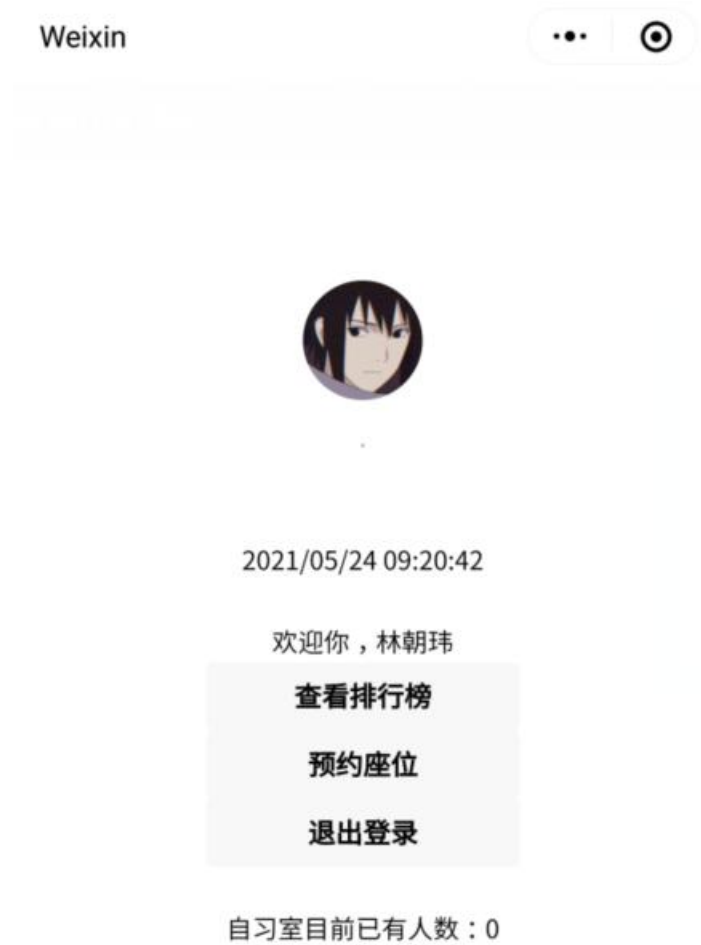 Weixin
2021/05/24 09:20:42
欢迎你，林朝玮
查看排行榜
预约座位
退出登录
自习室目前已有人数：0